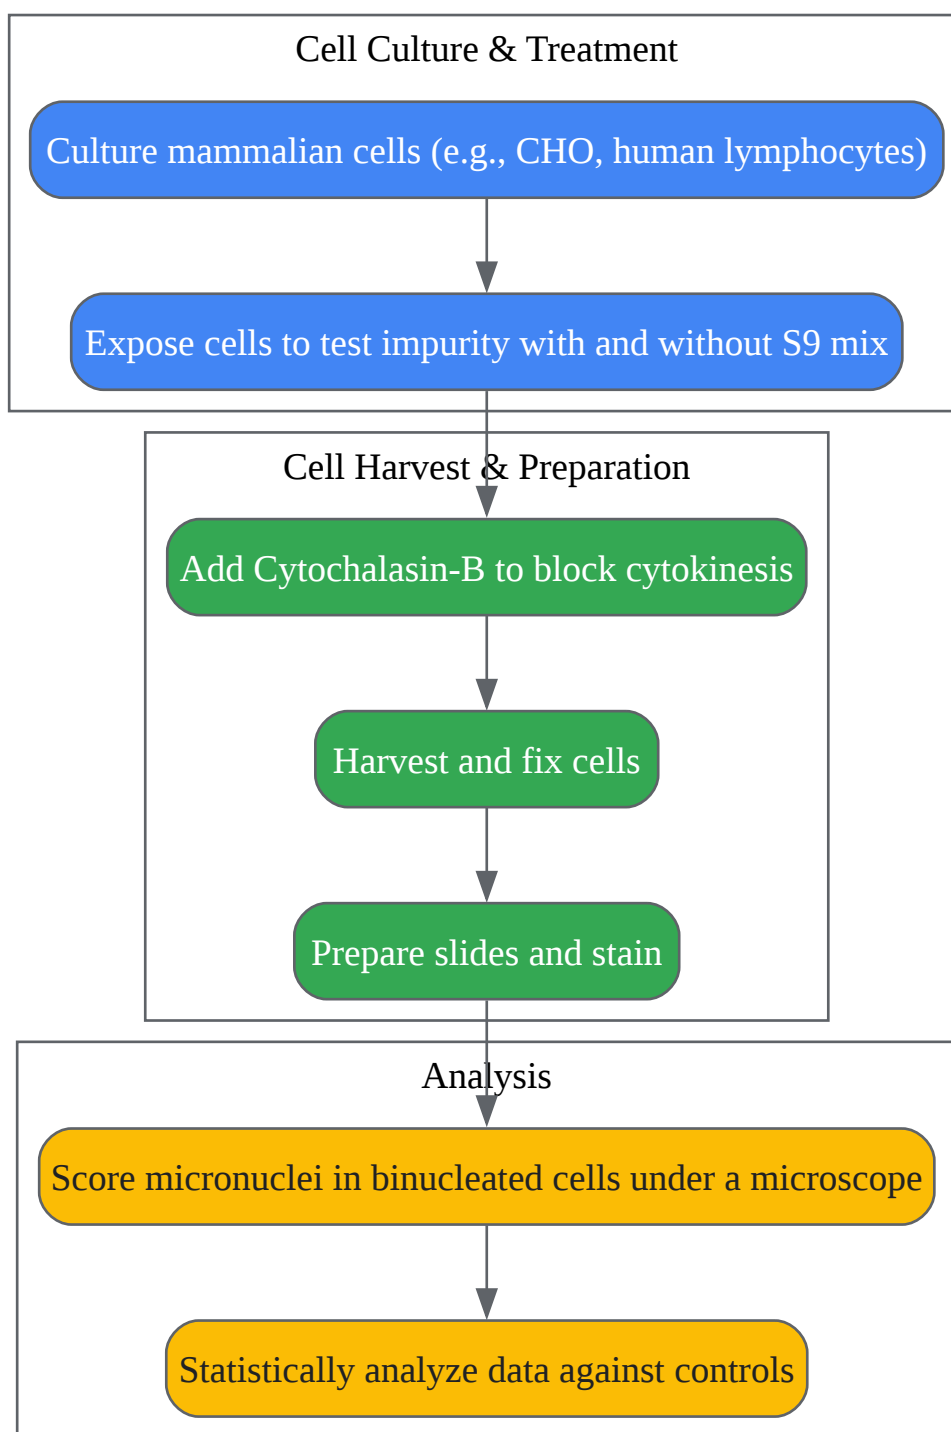 Cell Culture & Treatment
Culture mammalian cells (e.g., CHO, human lymphocytes)
Expose cells to test impurity with and without S9 mix
Cell Harvest & Preparation
Add Cytochalasin-B to block cytokinesis
Harvest and fix cells
Prepare slides and stain
Analysis
Score micronuclei in binucleated cells under a microscope
Statistically analyze data against controls